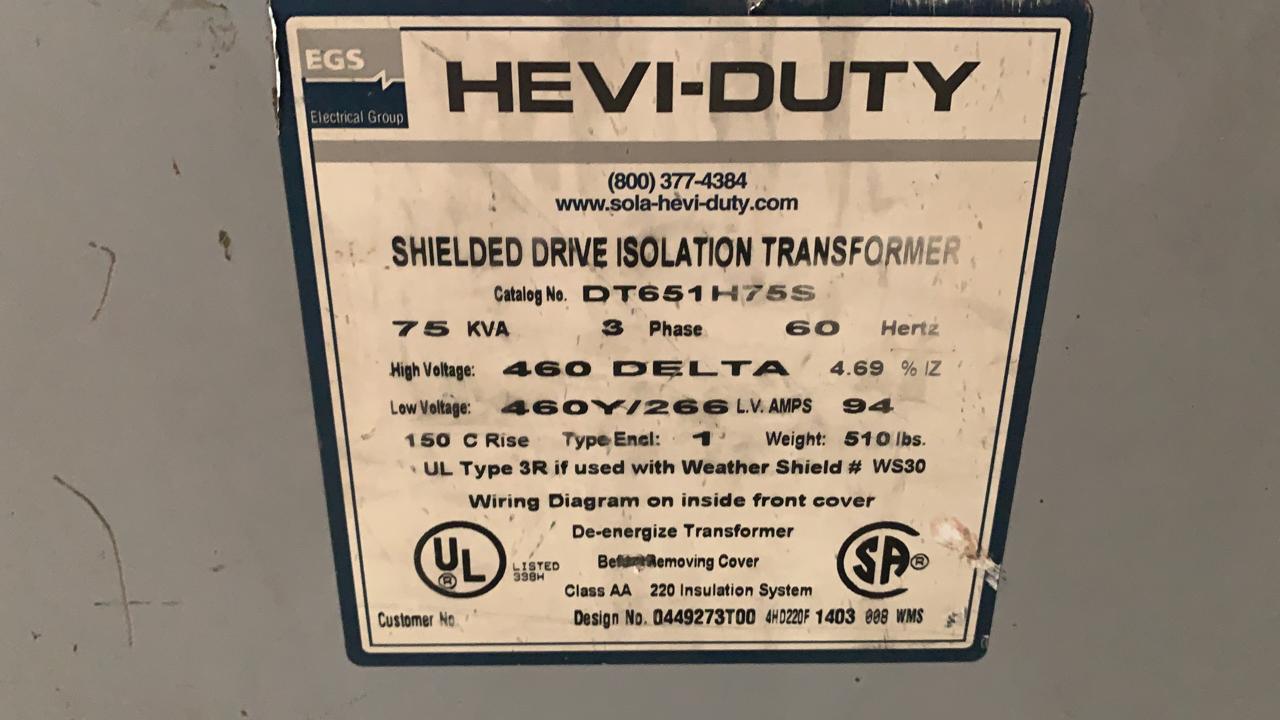 EGS
Electrical Group
HEVI-DUTY
(800) 377-4384
www.sola-hevi-duty.com
SHIELDED DRIVE ISOLATION TRANSFORMER
Catalog No. DT651H75S
75 KVA 3 Phase 60 Hertz
High Voltage: 460 DELTA 4.69 % IZ
Low Voltage: 460Y/266 L.V. AMPS 94
150 C Rise Type Encl: 1 Weight: 510 lbs.
UL Type 3R if used with Weather Shield # WS30
Wiring Diagram on inside front cover
De-energize Transformer
Before Removing Cover
Class AA 220 Insulation System
UL ® LISTED
398H
SA ®
Customer No.
Design No. 0449273T00 4HD220F 1403 008 WMS